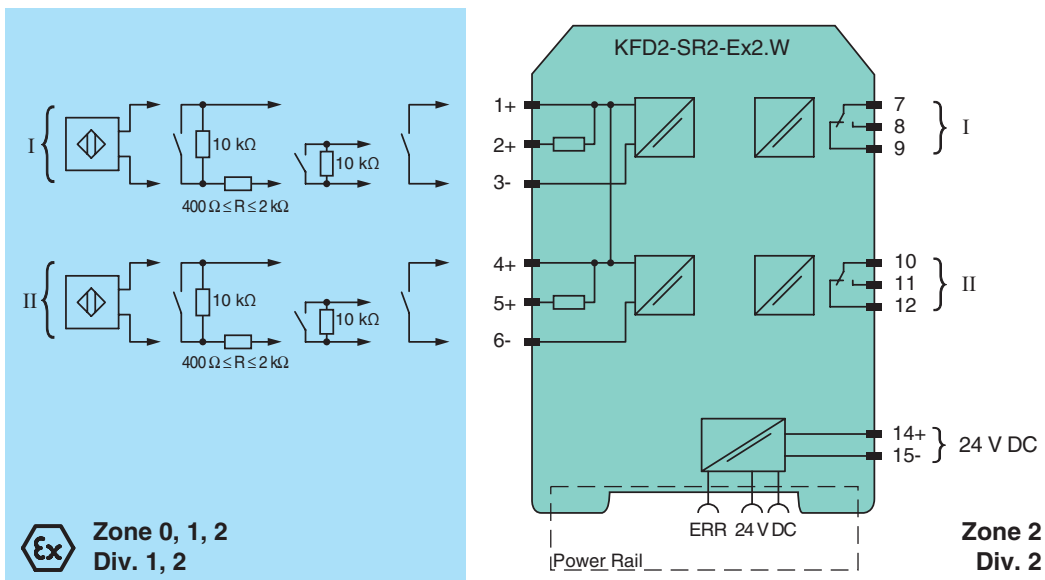 KFD2-SR2-Ex2.W
I
10 kΩ
10 kΩ
400 Ω ≤ R ≤ 2 kΩ
1+
2+
3-
7
8
9
I
II
10 kΩ
10 kΩ
400 Ω ≤ R ≤ 2 kΩ
4+
5+
6-
10
11
12
II
14+
15-
24 V DC
ERR 24 V DC
Power Rail
Ex
Zone 0, 1, 2
Div. 1, 2
Zone 2
Div. 2